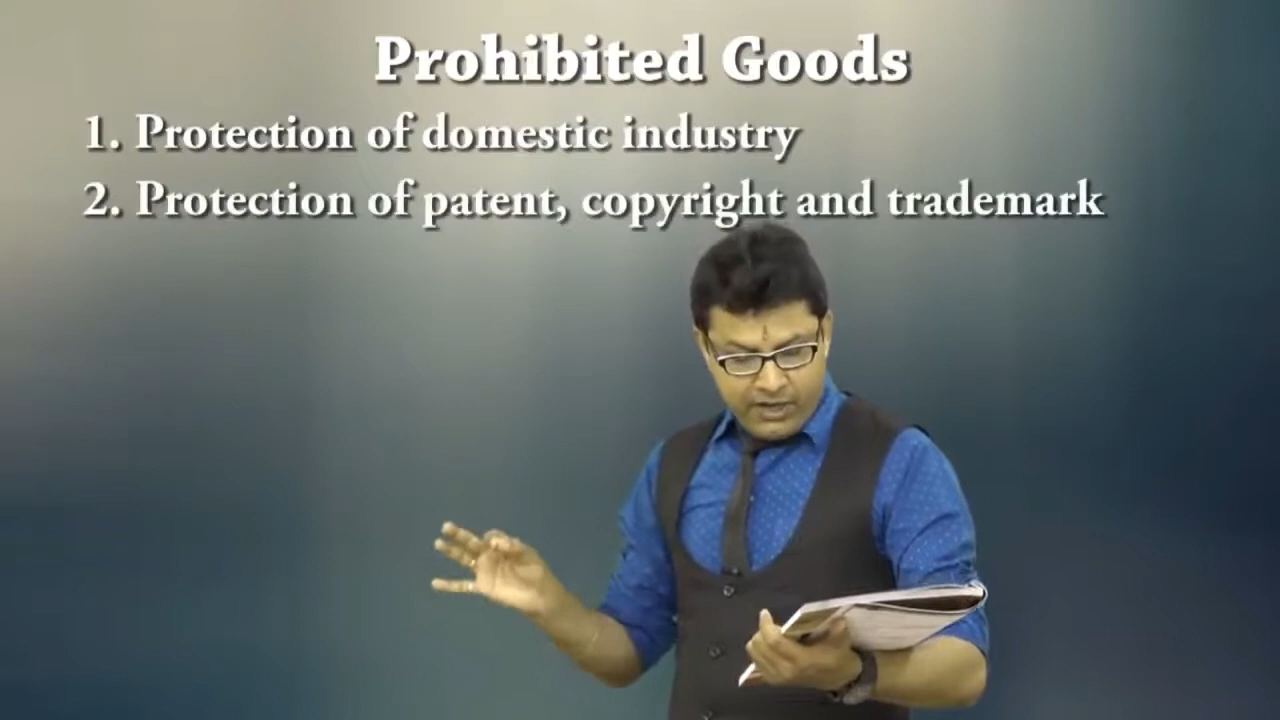 Prohibited Goods
1. Protection of domestic industry
2. Protection of patent, copyright and trademark